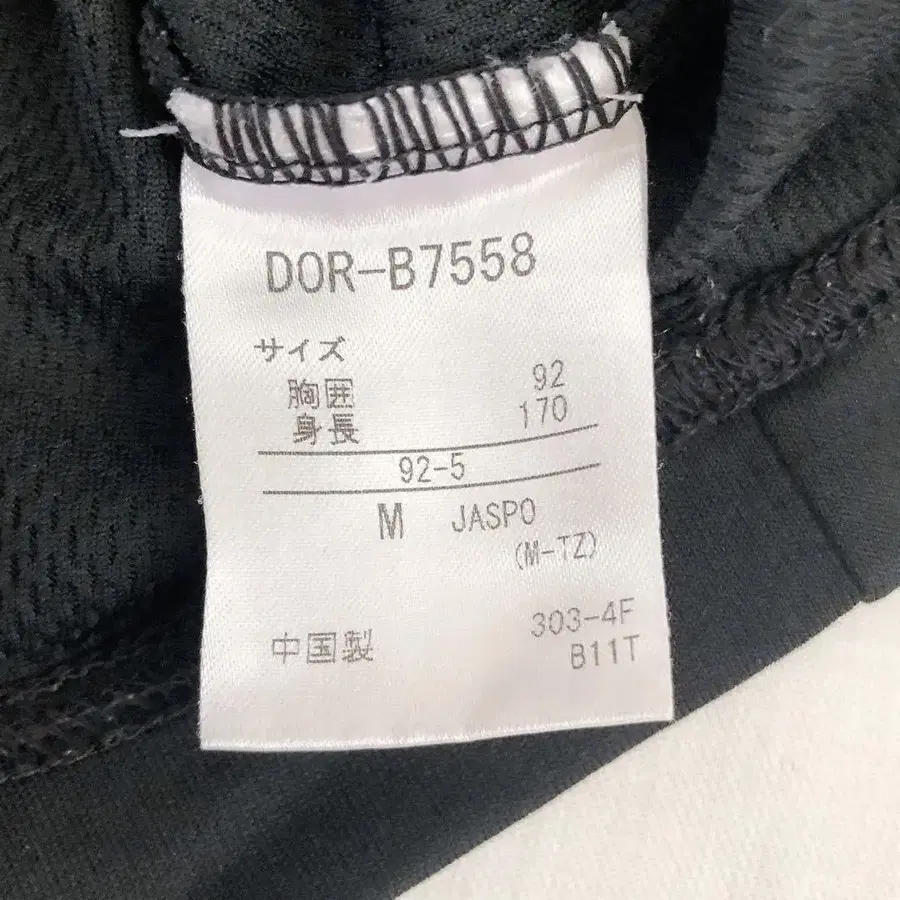 DOR-B7558
サイズ
胸囲 92
身長 170
92-5
M JASPO
(M-TZ)
303-4F
中国製 B11T